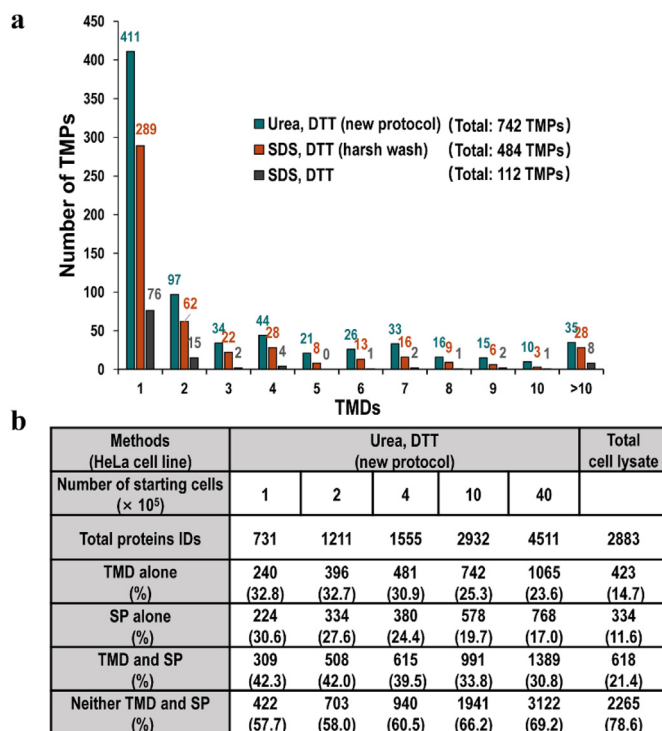 a
Number of TMPs
450
400
350
300
250
200
150
100
50
0
411
289
76
97
62
15
34
22
2
44
28
4
21
8
0
26
13
1
33
16
2
16
9
1
15
6
2
10
3
1
35
28
8
Urea, DTT (new protocol) (Total: 742 TMPs)
SDS, DTT (harsh wash) (Total: 484 TMPs)
SDS, DTT (Total: 112 TMPs)
1 2 3 4 5 6 7 8 9 10 >10
TMDs
b
Methods Urea, DTT Total
(HeLa cell line) (new protocol) cell lysate
Number of starting cells 1 2 4 10 40
(× 10⁵)
Total proteins IDs 731 1211 1555 2932 4511 2883
TMD alone 240 396 481 742 1065 423
(%) (32.8) (32.7) (30.9) (25.3) (23.6) (14.7)
SP alone 224 334 380 578 768 334
(%) (30.6) (27.6) (24.4) (19.7) (17.0) (11.6)
TMD and SP 309 508 615 991 1389 618
(%) (42.3) (42.0) (39.5) (33.8) (30.8) (21.4)
Neither TMD and SP 422 703 940 1941 3122 2265
(%) (57.7) (58.0) (60.5) (66.2) (69.2) (78.6)